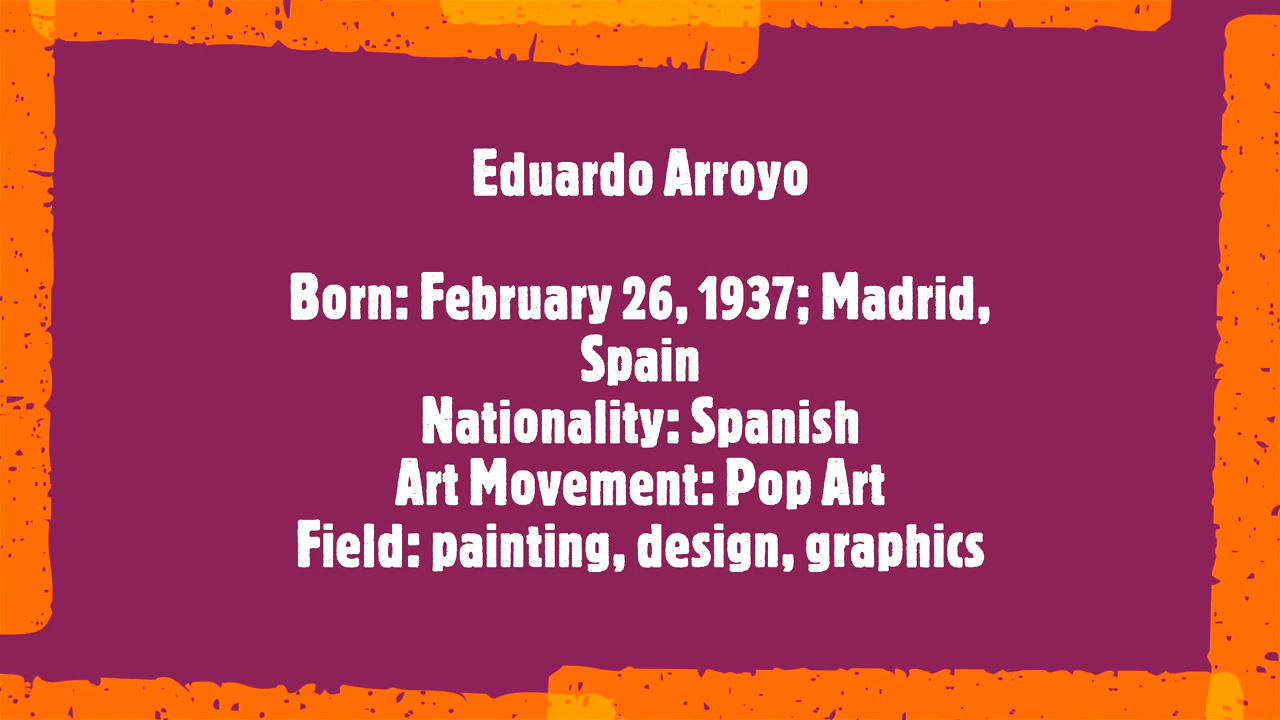 Eduardo Arroyo
Born: February 26, 1937; Madrid,
Spain
Nationality: Spanish
Art Movement: Pop Art
Field: painting, design, graphics